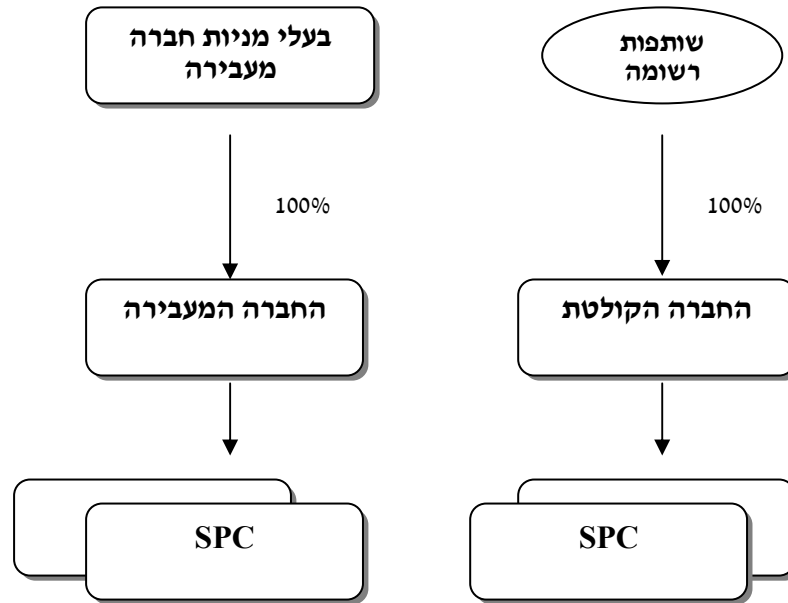 בעלי מניות חברה
מעבירה
שותפות
רשומה
100%
100%
החברה המעבירה
החברה הקולטת
SPC
SPC